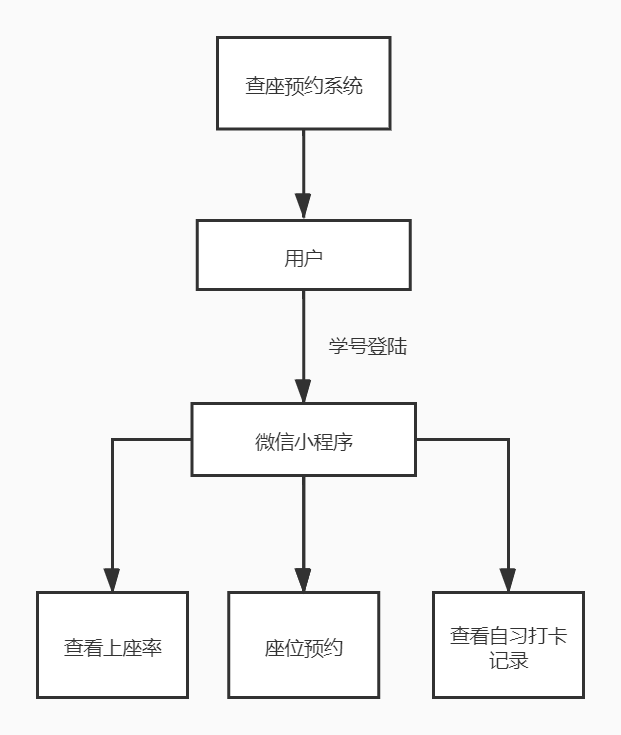 查座预约系统
用户
学号登陆
微信小程序
查看上座率
座位预约
查看自习打卡
记录